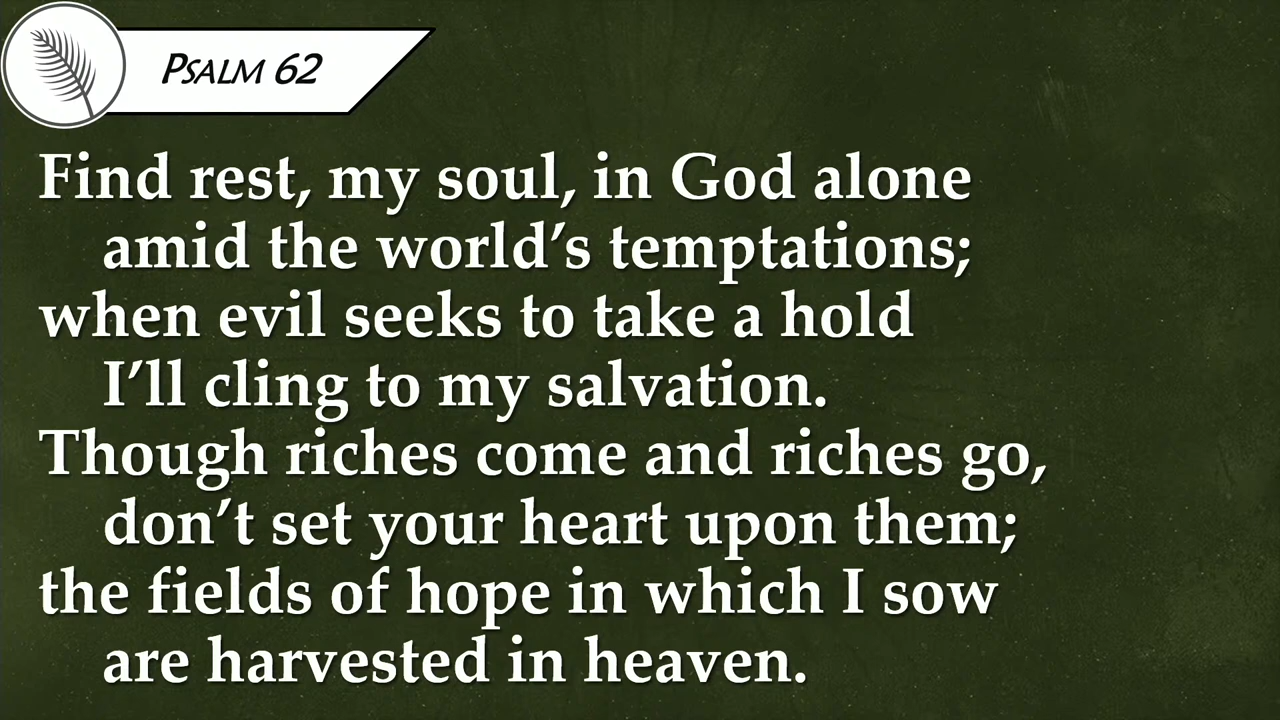 Psalm 62
Find rest, my soul, in God alone
amid the world’s temptations;
when evil seeks to take a hold
I’ll cling to my salvation.
Though riches come and riches go,
don’t set your heart upon them;
the fields of hope in which I sow
are harvested in heaven.